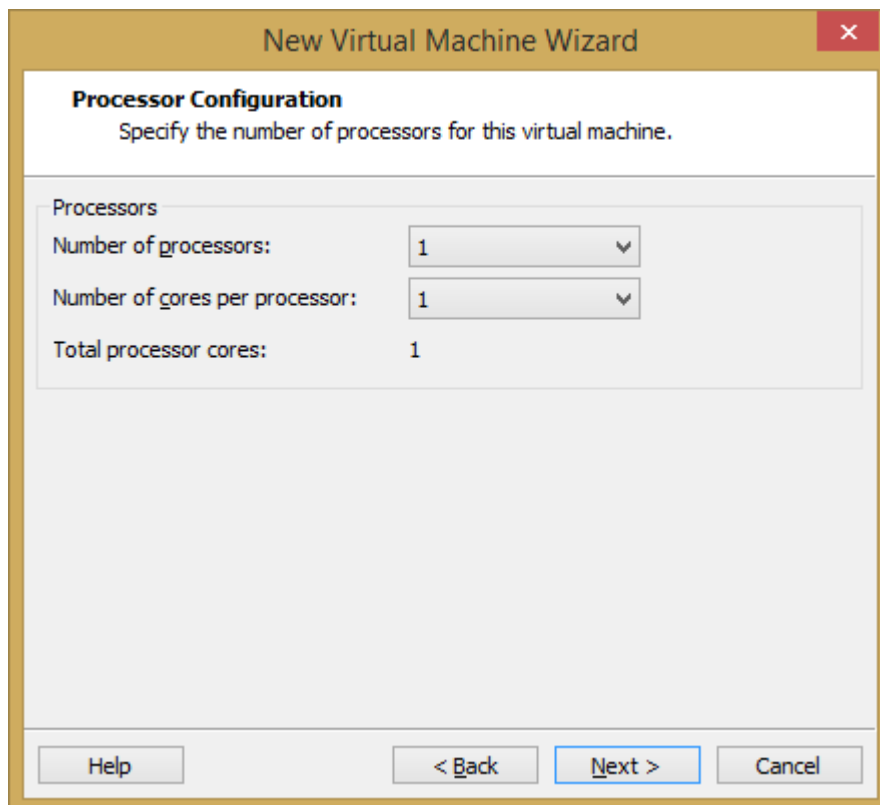 New Virtual Machine Wizard
Processor Configuration
Specify the number of processors for this virtual machine.
Processors
Number of processors: 1
Number of cores per processor: 1
Total processor cores: 1
Help < Back Next > Cancel